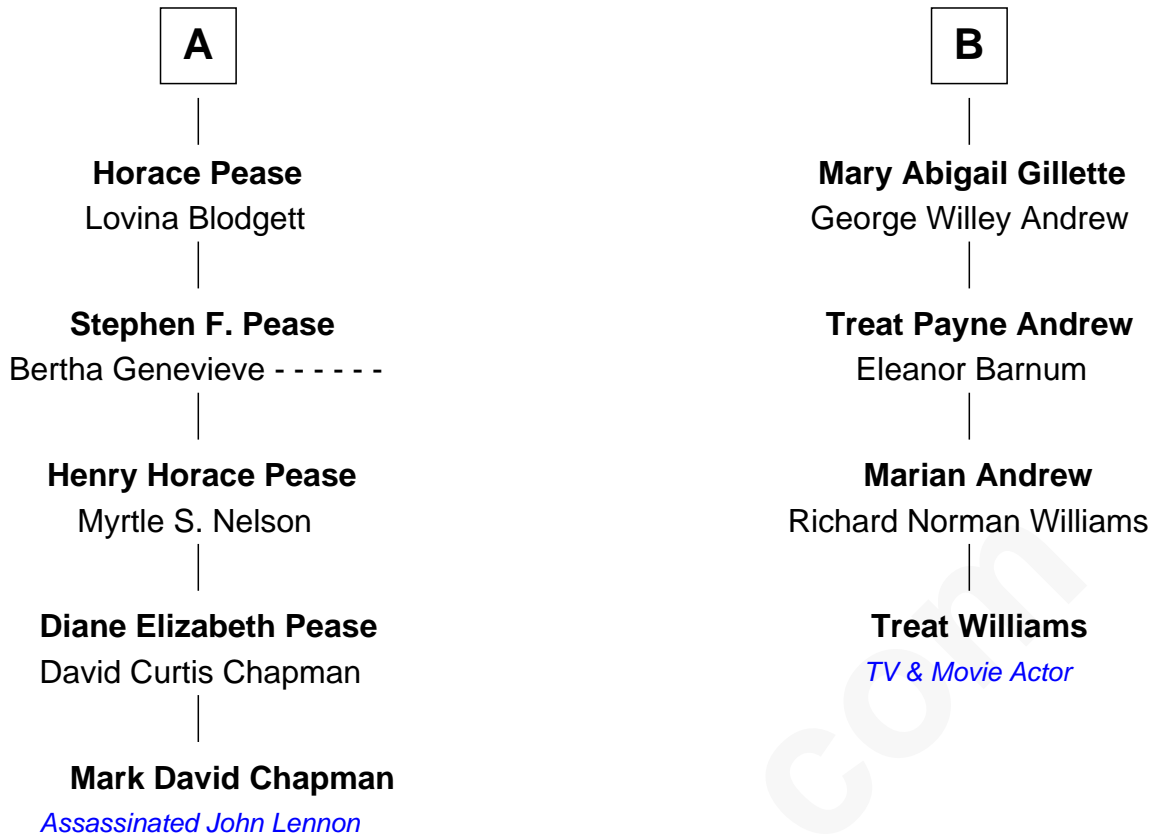 A
Horace Pease
Lovina Blodgett
Stephen F. Pease
Bertha Genevieve - - - - - -
Henry Horace Pease
Myrtle S. Nelson
Diane Elizabeth Pease
David Curtis Chapman
Mark David Chapman
Assassinated John Lennon
B
Mary Abigail Gillette
George Willey Andrew
Treat Payne Andrew
Eleanor Barnum
Marian Andrew
Richard Norman Williams
Treat Williams
TV & Movie Actor
com